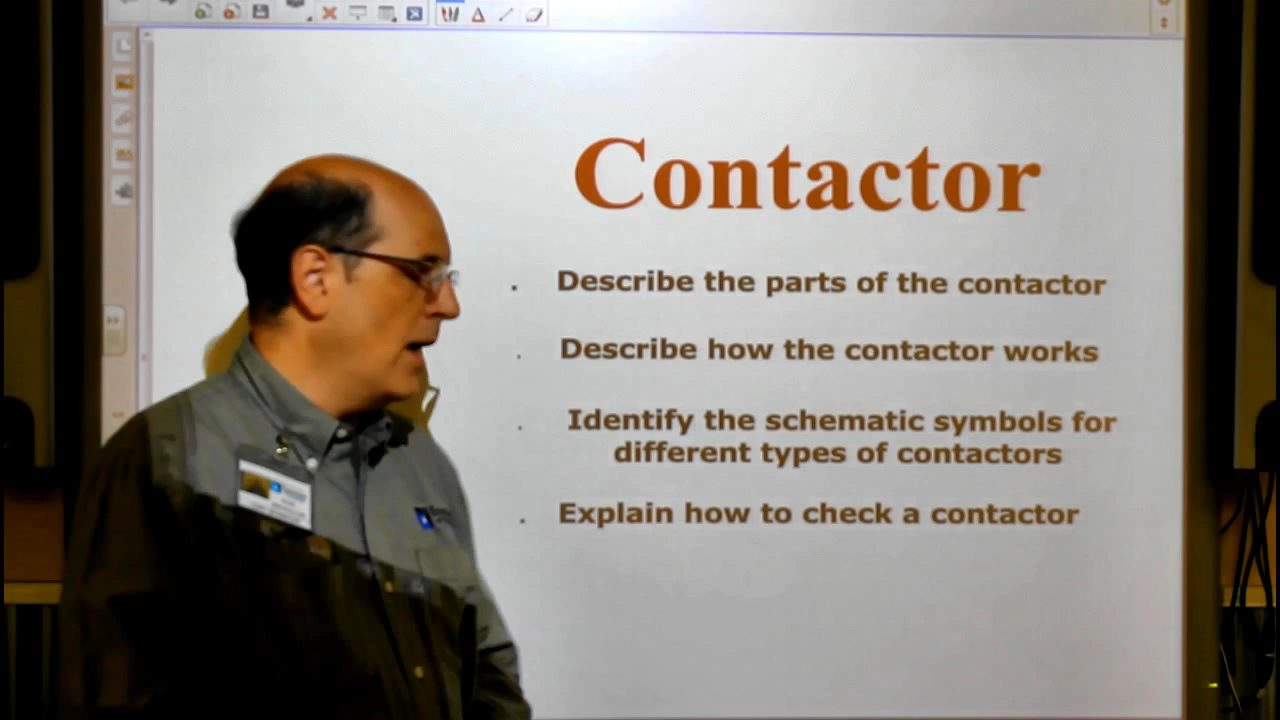 Contactor
. Describe the parts of the contactor
. Describe how the contactor works
. Identify the schematic symbols for
different types of contactors
. Explain how to check a contactor